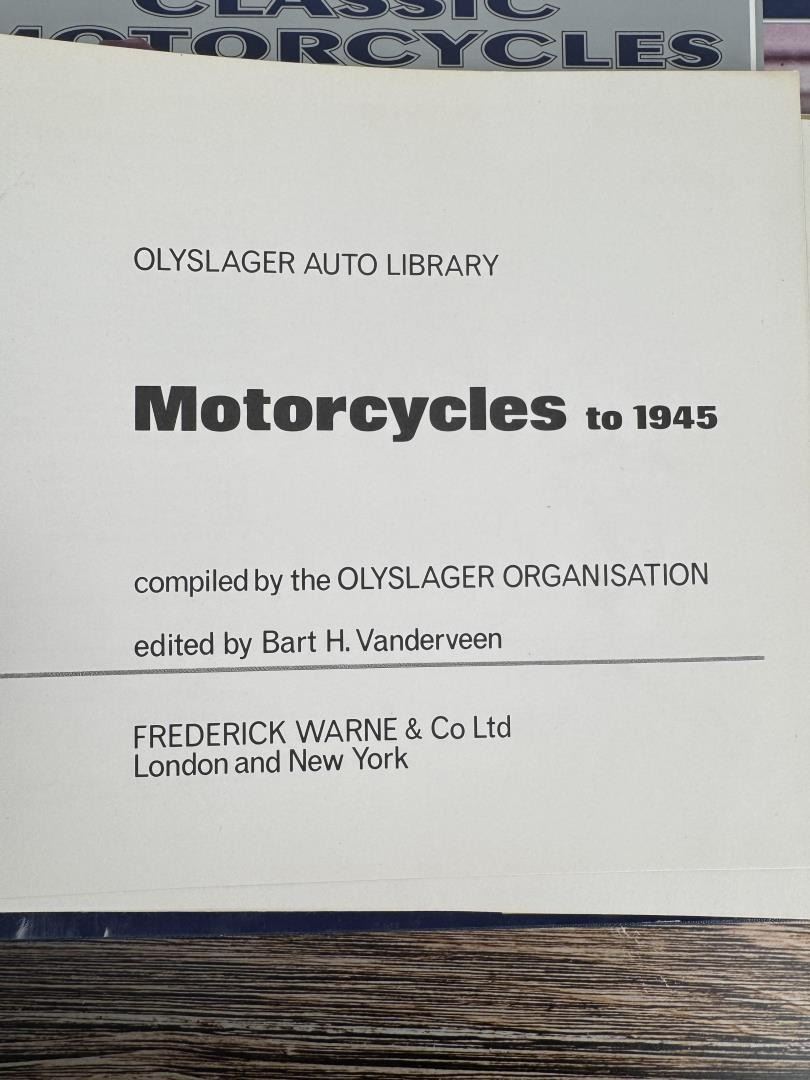 CLASSIC
MOTORCYCLES
OLYSLAGER AUTO LIBRARY
Motorcycles to 1945
compiled by the OLYSLAGER ORGANISATION
edited by Bart H. Vanderveen
FREDERICK WARNE & Co Ltd
London and New York